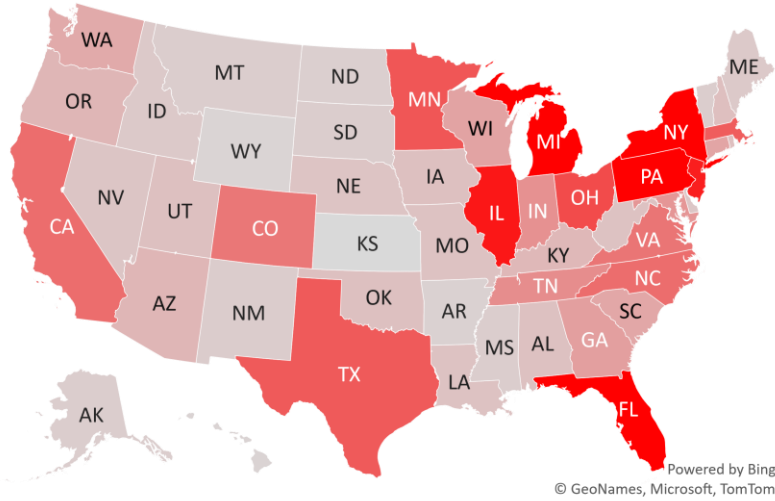 WA
MT
ND
ME
OR
ID
MN
SD
WI
NY
WY
MI
IA
PA
NE
NV
UT
IL
IN
OH
CA
CO
KS
MO
VA
KY
NC
TN
AZ
NM
OK
AR
SC
MS
AL
GA
TX
LA
AK
FL
Powered by Bing
© GeoNames, Microsoft, TomTom